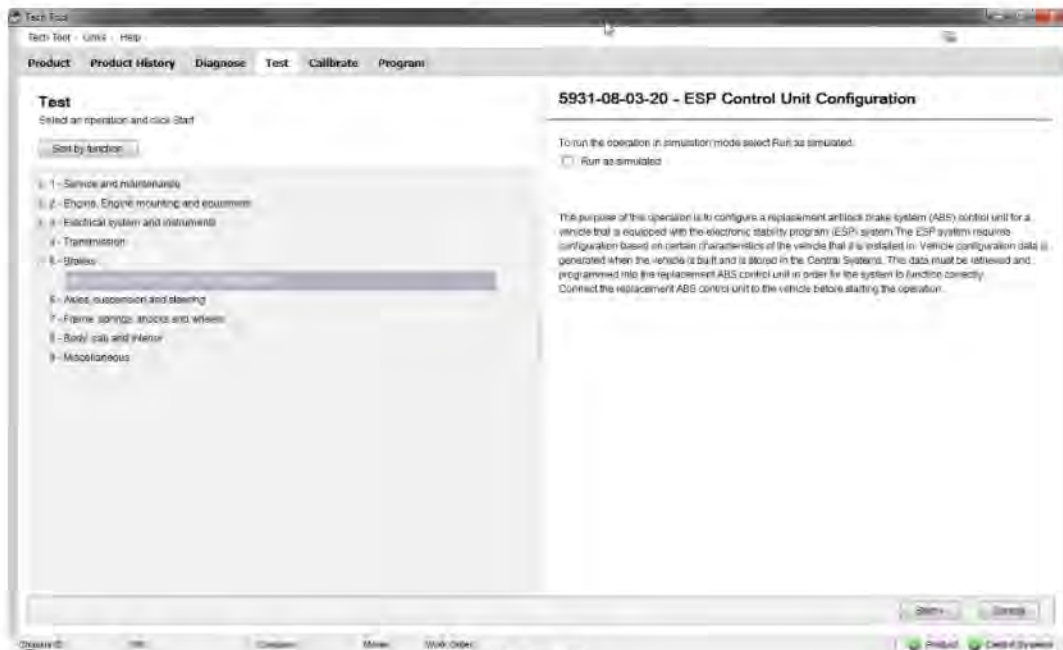 Tech Tool
Tech Tool Links Help
Product Product History Diagnose Test Calibrate Program
Test
Select an operation and click Start
Sort by function
1 - Service and maintenance
2 - Engine, Engine mounting and equipment
3 - Electrical system and instruments
4 - Transmission
5 - Brakes
6 - Axles, suspension and steering
7 - Frame, springs, shocks and wheels
8 - Body, cab and interior
9 - Miscellaneous
5931-08-03-20 - ESP Control Unit Configuration
To run the operation in simulation mode select Run as simulated.
Run as simulated
The purpose of this operation is to configure a replacement antilock brake system (ABS) control unit for a
vehicle that is equipped with the electronic stability program (ESP) system. The ESP system requires
configuration based on certain characteristics of the vehicle that it is installed in. Vehicle configuration data is
generated when the vehicle is built and is stored in the Central Systems. This data must be retrieved and
programmed into the replacement ABS control unit in order for the system to function correctly.
Connect the replacement ABS control unit to the vehicle before starting the operation.
Start
Chassis ID VIN Company Model Work Order Product Central Systems